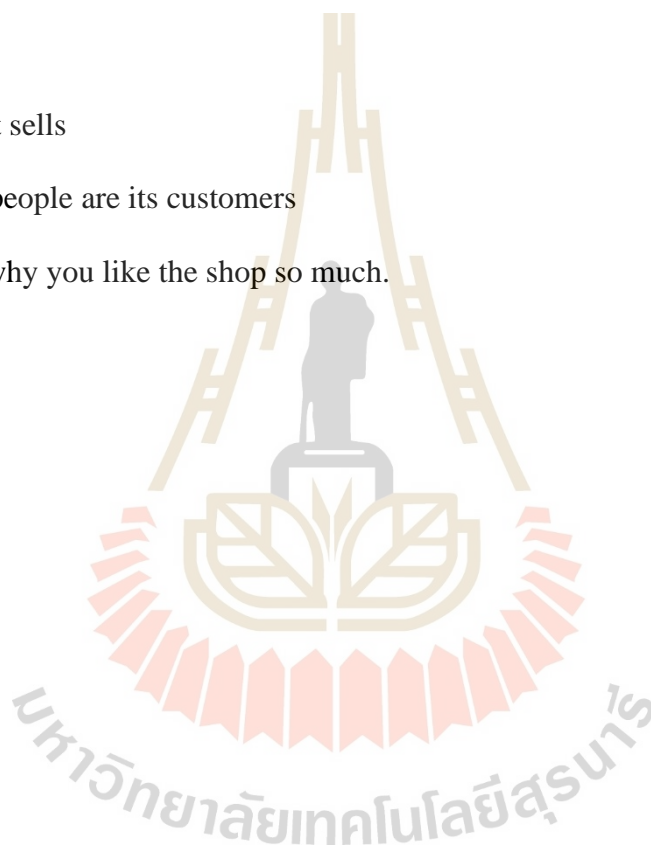 sells
people are its customers
why you like the shop so much.
มหาวิทยาลัยเทคโนโลยีสุรนารี